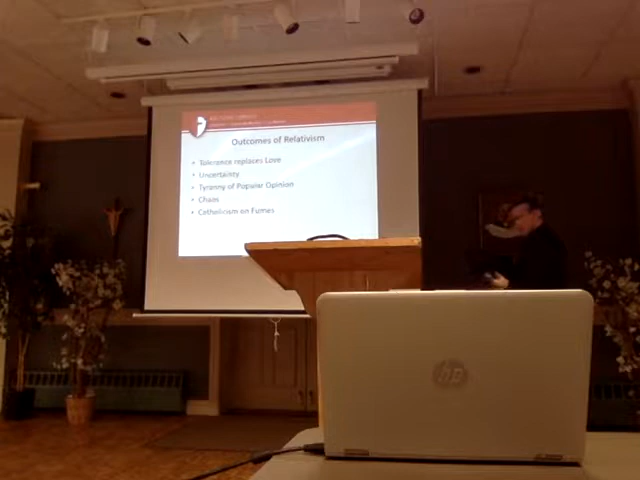 Outcomes of Relativism
• Tolerance replaces Love
• Uncertainty
• Tyranny of Popular Opinion
• Chaos
• Catholicism on Fumes
hp